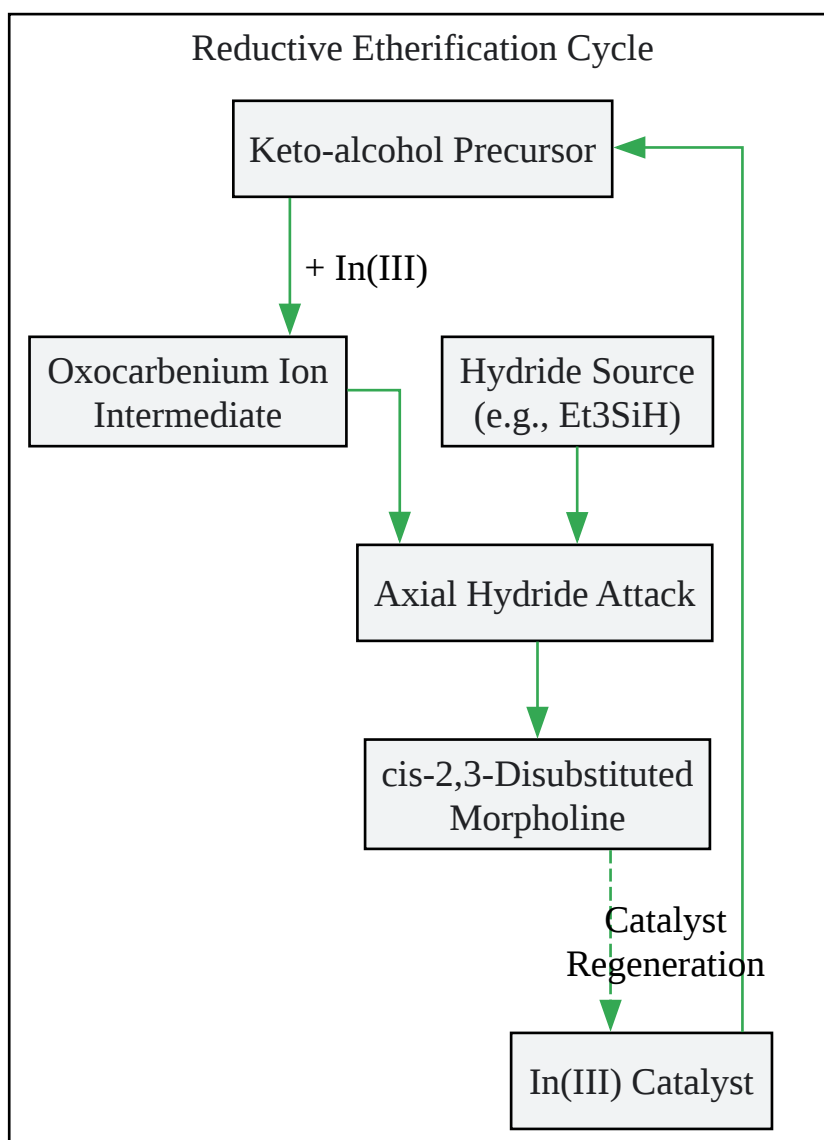 Reductive Etherification Cycle
Keto-alcohol Precursor
+ In(III)
Oxocarbenium Ion
Intermediate
Hydride Source
(e.g., Et3SiH)
Axial Hydride Attack
cis-2,3-Disubstituted
Morpholine
Catalyst
Regeneration
In(III) Catalyst